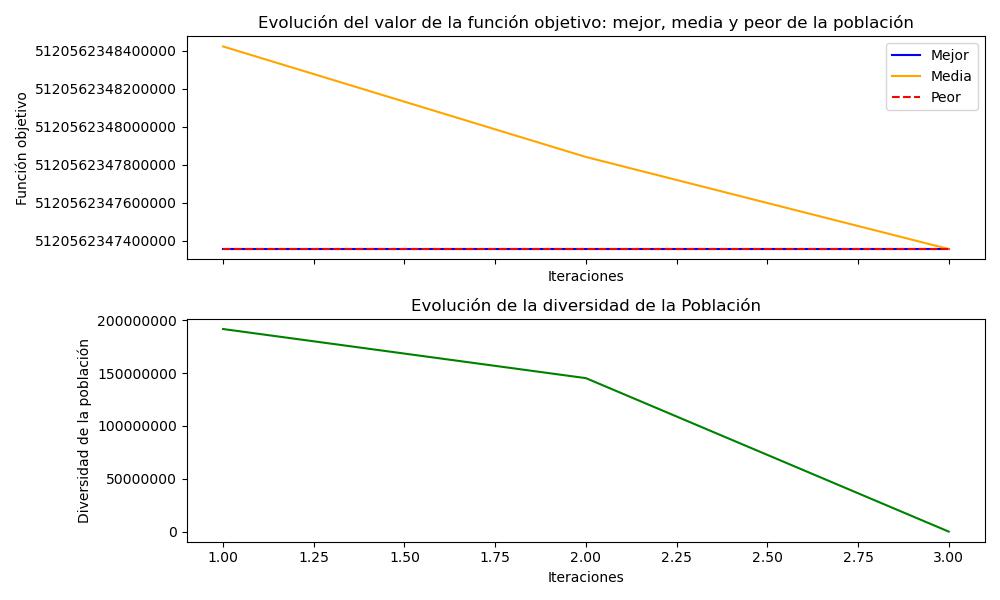 Evolución del valor de la función objetivo: mejor, media y peor de la población
5120562348400000
5120562348200000
5120562348000000
5120562347800000
5120562347600000
5120562347400000
Función objetivo
Mejor
Media
Peor
Iteraciones
Evolución de la diversidad de la Población
200000000
150000000
100000000
50000000
0
Diversidad de la población
1.00 1.25 1.50 1.75 2.00 2.25 2.50 2.75 3.00
Iteraciones